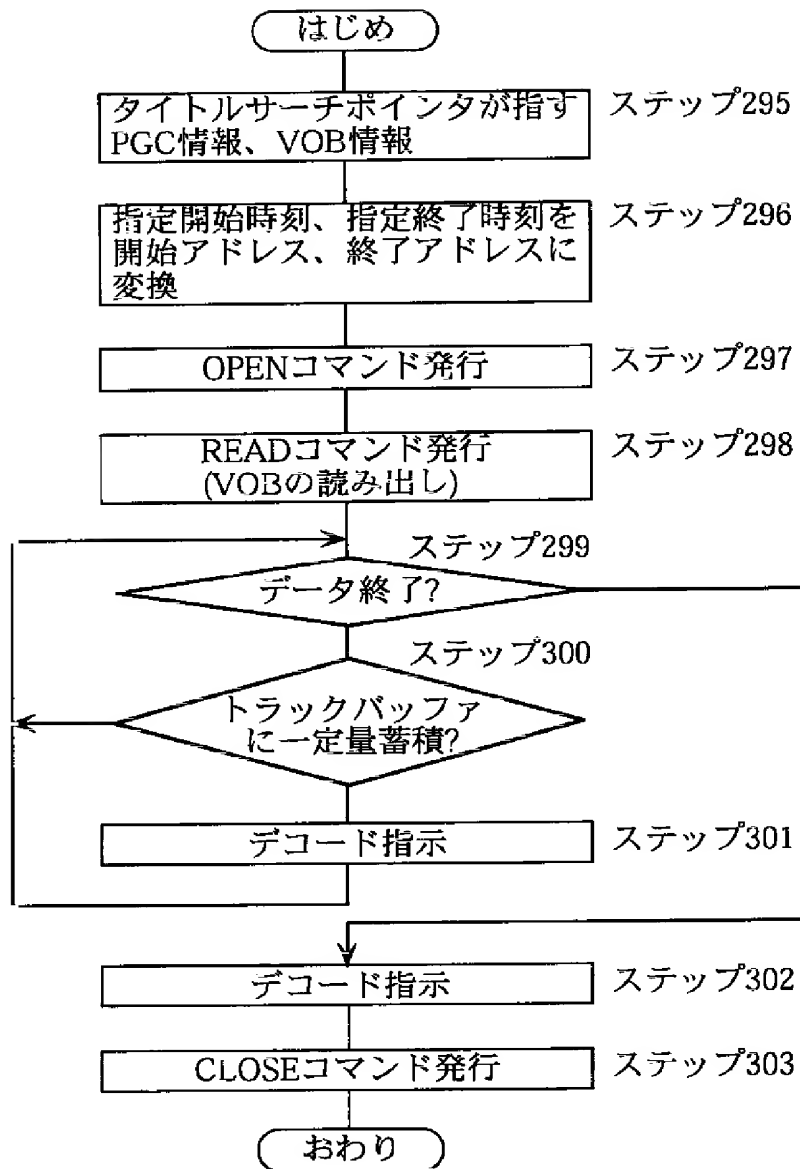 はじめ
タイトルサーチポインタが指す
PGC情報、VOB情報
ステップ295
指定開始時刻、指定終了時刻を
開始アドレス、終了アドレスに
変換
ステップ296
OPENコマンド発行
ステップ297
READコマンド発行
(VOBの読み出し)
ステップ298
ステップ299
データ終了?
ステップ300
トラックバッファ
に一定量蓄積?
デコード指示
ステップ301
デコード指示
ステップ302
CLOSEコマンド発行
ステップ303
おわり